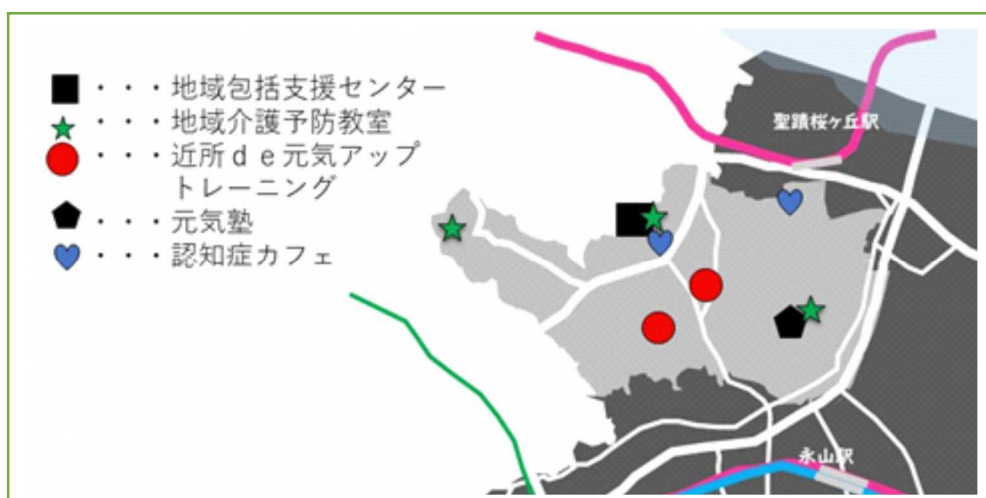 ・・・地域包括支援センター
・・・地域介護予防教室
・・・近所ｄｅ元気アップ
トレーニング
・・・元気塾
・・・認知症カフェ
聖蹟桜ヶ丘駅
永山駅